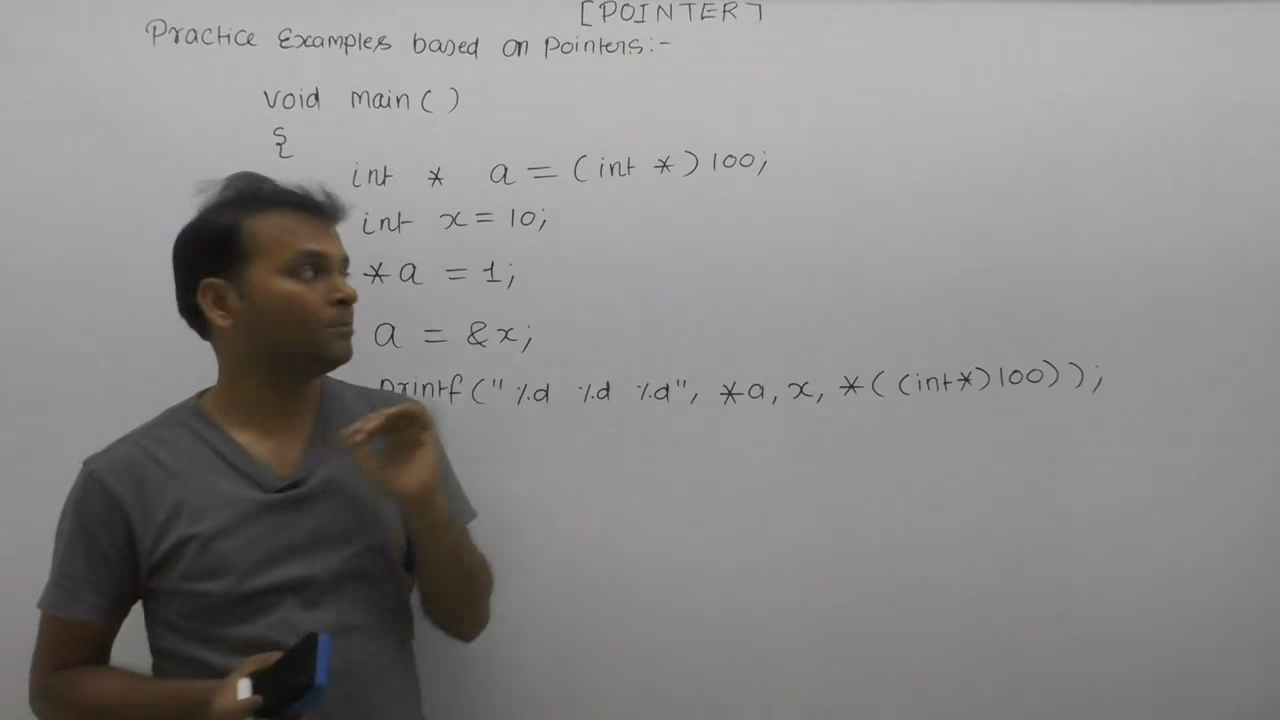 [POINTER]
Practice Examples based on Pointers:-
void main( )
{
int * a = (int *) 100;
int x = 10;
*a = 1;
a = &x;
printf ("%d %d %d", *a, x, *((int*)100));